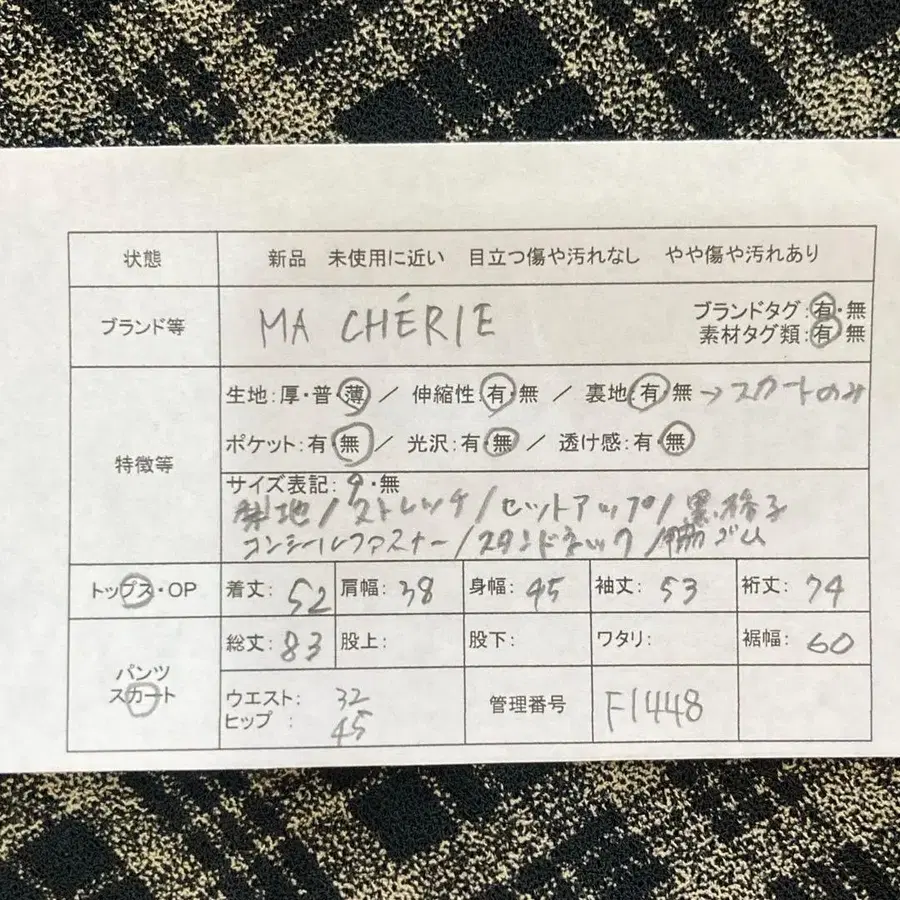 状態 新品 未使用に近い 目立つ傷や汚れなし やや傷や汚れあり
ブランド等 MA CHÉRIE ブランドタグ:有・無
素材タグ類:有・無
特徴等
生地:厚・普・薄 / 伸縮性:有・無 / 裏地:有・無 →スカートのみ
ポケット:有・無 / 光沢:有・無 / 透け感:有・無
サイズ表記:9・無
地/ストレッチ/セットアップ/黒格子
コンシールファスナー/スタンドネック/脇ゴム
トップス・OP 着丈:52 肩幅:38 身幅:45 袖丈:53 裄丈:74
パンツ
スカート
総丈:83 股上: 股下: ワタリ: 裾幅:60
ウエスト: 32
ヒップ : 45
管理番号 F1448